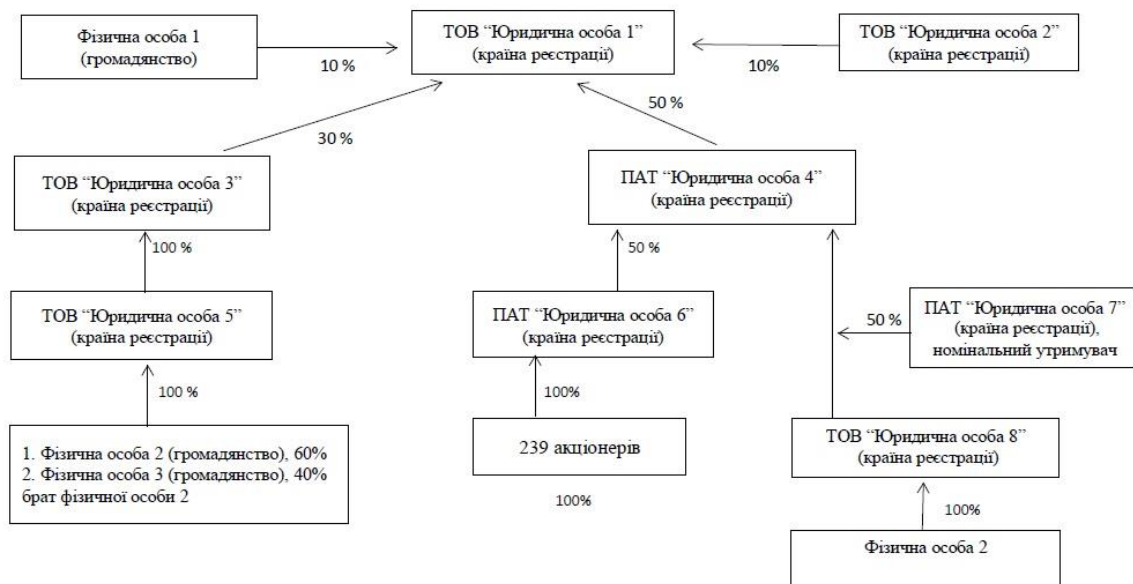 Фізична особа 1
(громадянство)
10 %
ТОВ “Юридична особа 1”
(країна реєстрації)
10%
ТОВ “Юридична особа 2”
(країна реєстрації)
30 %
50 %
ТОВ “Юридична особа 3”
(країна реєстрації)
ПАТ “Юридична особа 4”
(країна реєстрації)
100 %
50 %
ТОВ “Юридична особа 5”
(країна реєстрації)
ПАТ “Юридична особа 6”
(країна реєстрації)
50 %
ПАТ “Юридична особа 7”
(країна реєстрації),
номінальний утримувач
100 %
100%
1. Фізична особа 2 (громадянство), 60%
2. Фізична особа 3 (громадянство), 40%
брат фізичної особи 2
239 акціонерів
100%
ТОВ “Юридична особа 8”
(країна реєстрації)
100%
Фізична особа 2